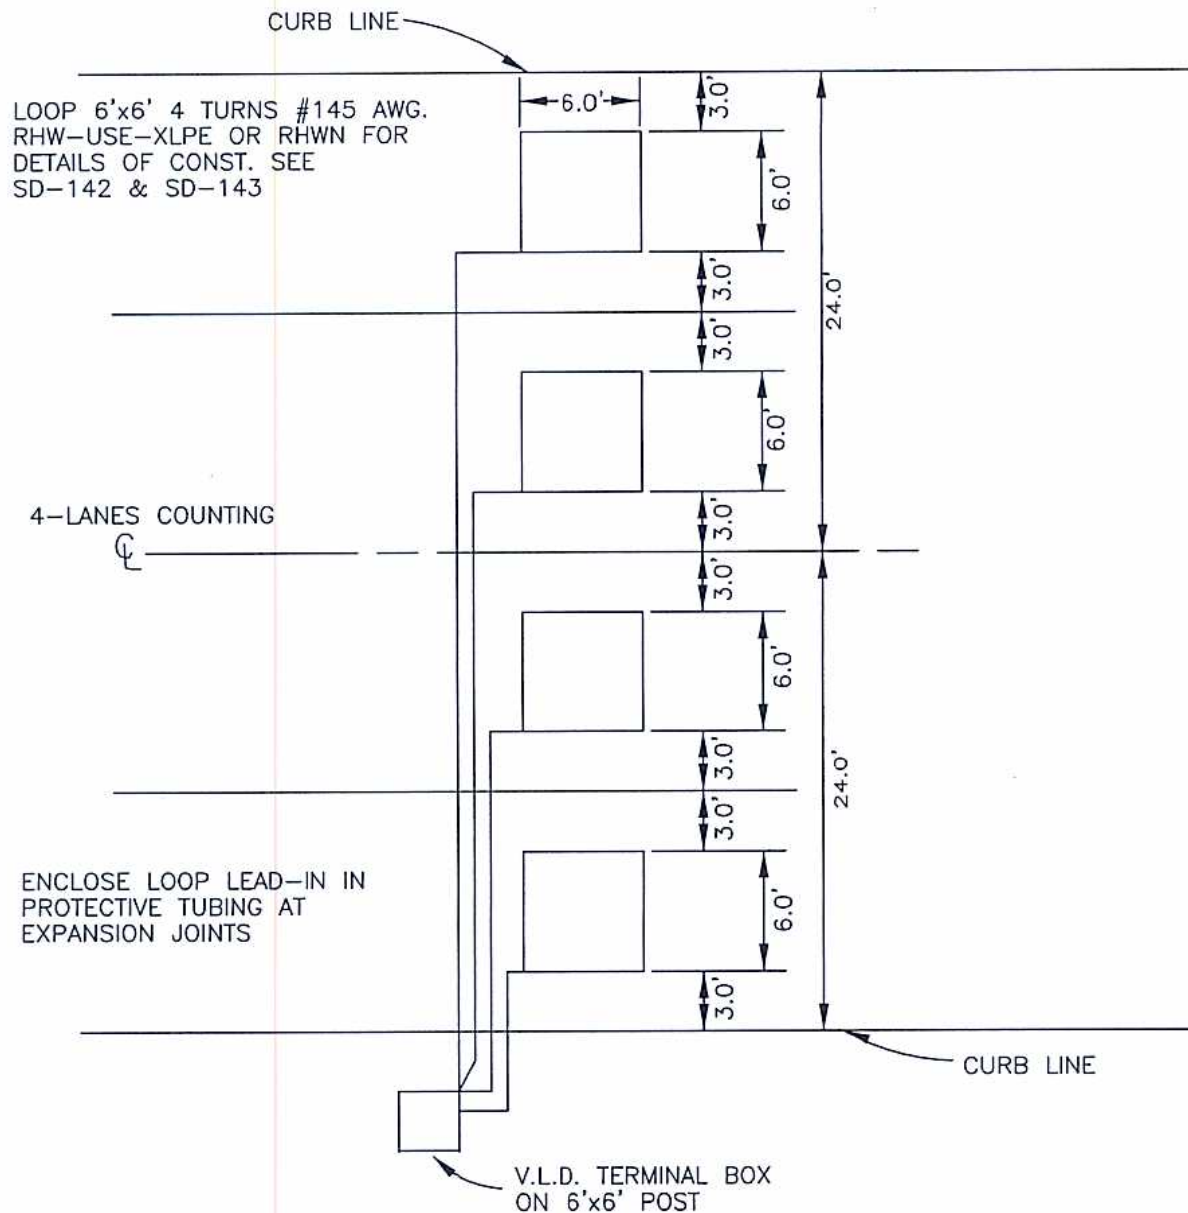 CURB LINE
LOOP 6'x6' 4 TURNS #145 AWG.
RHW-USE-XLPE OR RHWN FOR
DETAILS OF CONST. SEE
SD-142 & SD-143
6.0'
3.0'
6.0'
3.0'
24.0'
3.0'
6.0'
3.0'
4-LANES COUNTING
℄
3.0'
6.0'
3.0'
24.0'
3.0'
6.0'
3.0'
ENCLOSE LOOP LEAD-IN IN
PROTECTIVE TUBING AT
EXPANSION JOINTS
CURB LINE
V.L.D. TERMINAL BOX
ON 6'x6' POST